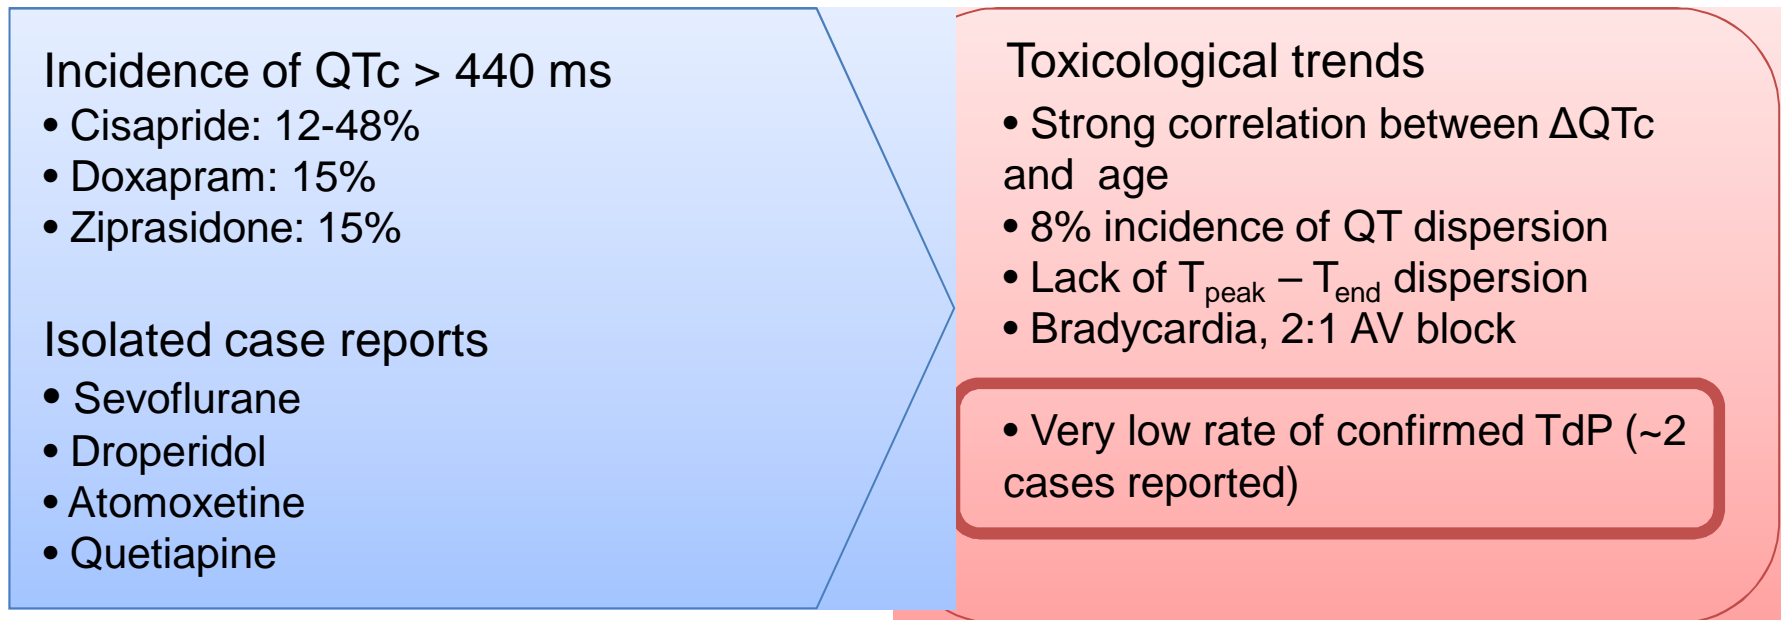 Incidence of QTc > 440 ms
• Cisapride: 12-48%
• Doxapram: 15%
• Ziprasidone: 15%
Isolated case reports
• Sevoflurane
• Droperidol
• Atomoxetine
• Quetiapine
Toxicological trends
• Strong correlation between ΔQTc
and age
• 8% incidence of QT dispersion
• Lack of Tpeak – Tend dispersion
• Bradycardia, 2:1 AV block
• Very low rate of confirmed TdP (~2
cases reported)